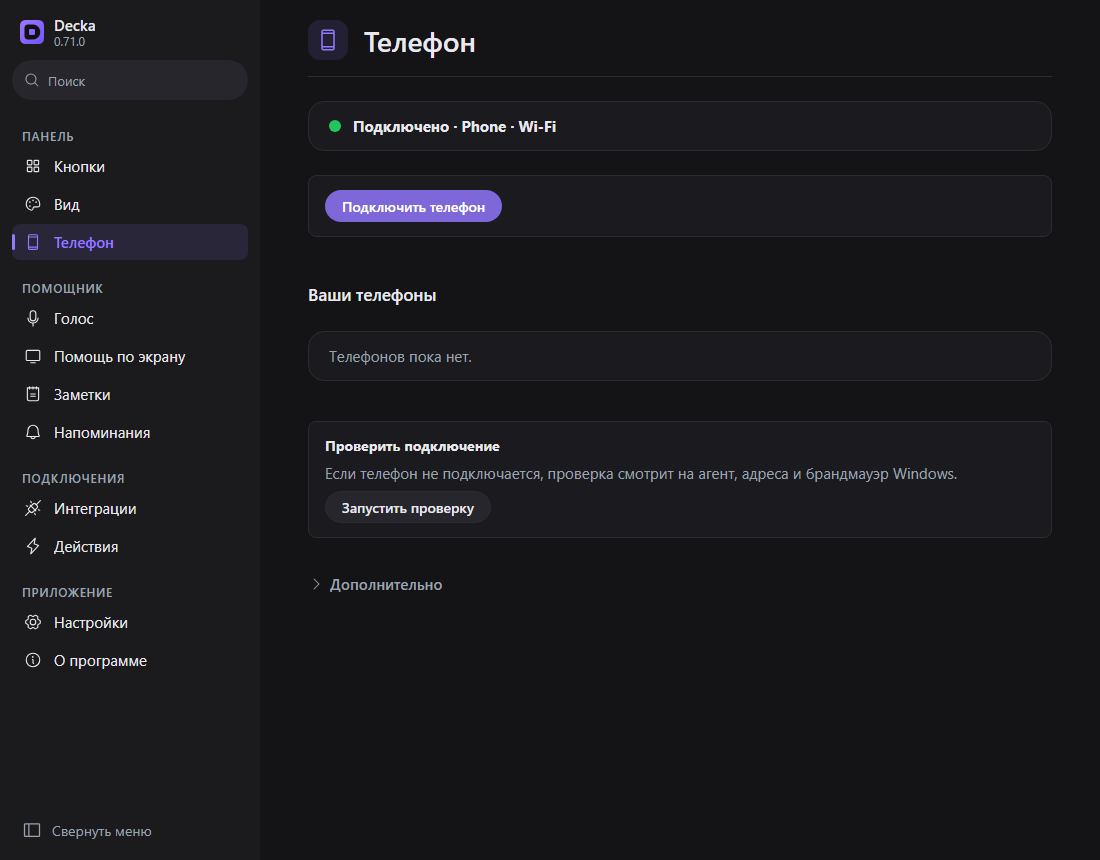 Decka
0.71.0
Поиск
ПАНЕЛЬ
Кнопки
Вид
Телефон
ПОМОЩНИК
Голос
Помощь по экрану
Заметки
Напоминания
ПОДКЛЮЧЕНИЯ
Интеграции
Действия
ПРИЛОЖЕНИЕ
Настройки
О программе
Свернуть меню
Телефон
Подключено · Phone · Wi-Fi
Подключить телефон
Ваши телефоны
Телефонов пока нет.
Проверить подключение
Если телефон не подключается, проверка смотрит на агент, адреса и брандмауэр Windows.
Запустить проверку
Дополнительно